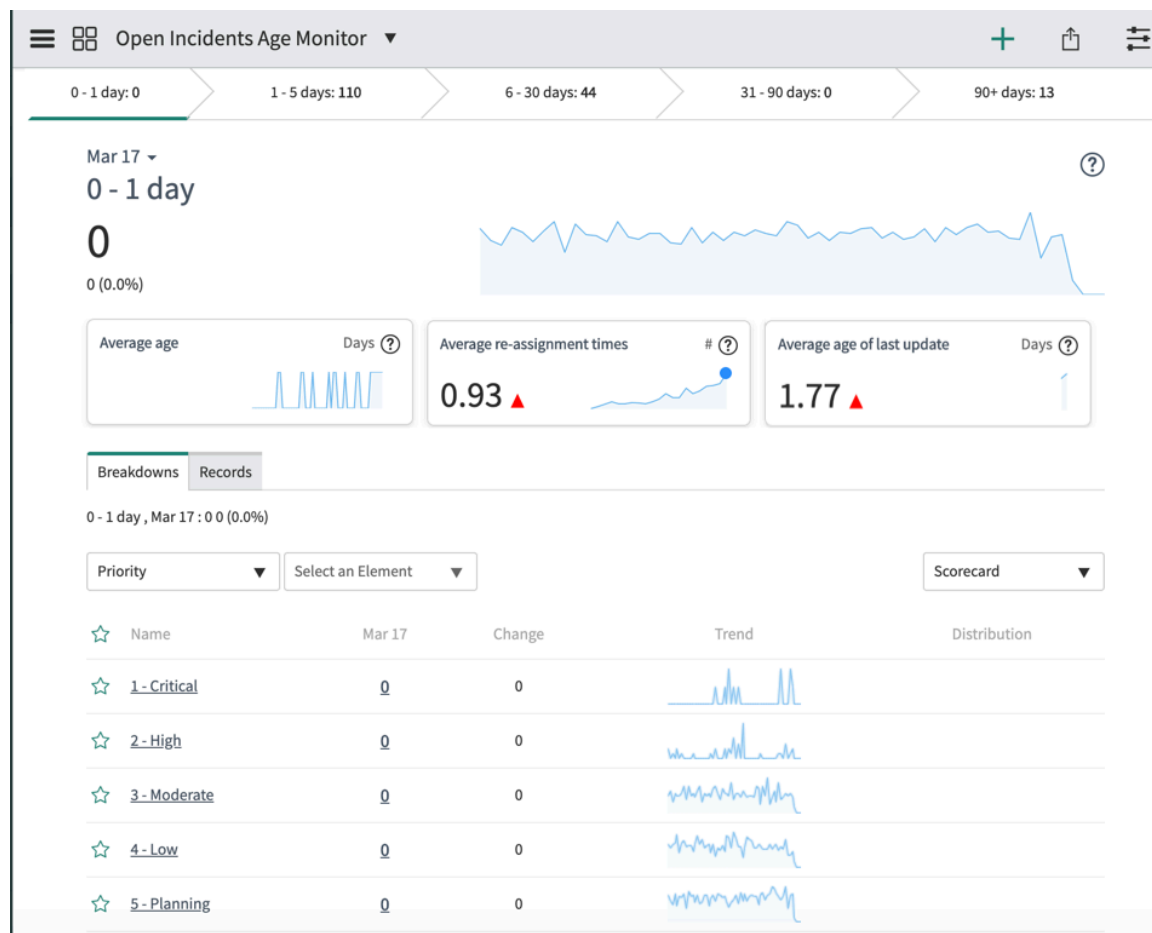 Open Incidents Age Monitor ▼
0 - 1 day: 0
1 - 5 days: 110
6 - 30 days: 44
31 - 90 days: 0
90+ days: 13
Mar 17
0 - 1 day
0
0 (0.0%)
Average age
Days
Average re-assignment times
#
0.93 ▲
Average age of last update
Days
1.77 ▲
Breakdowns
Records
0 - 1 day , Mar 17 : 0 0 (0.0%)
Priority ▼
Select an Element ▼
Scorecard ▼
Name Mar 17 Change Trend Distribution
1 - Critical 0 0
2 - High 0 0
3 - Moderate 0 0
4 - Low 0 0
5 - Planning 0 0